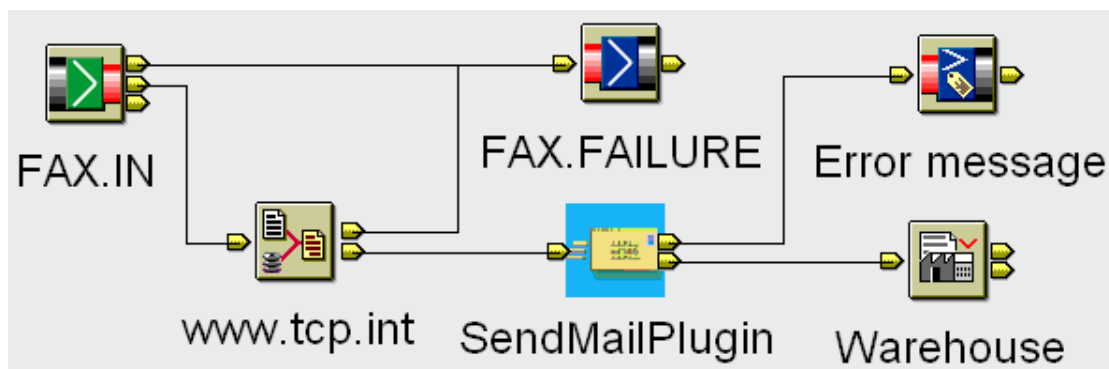 FAX.IN
FAX.FAILURE
Error message
www.tcp.int
SendMailPlugin
Warehouse